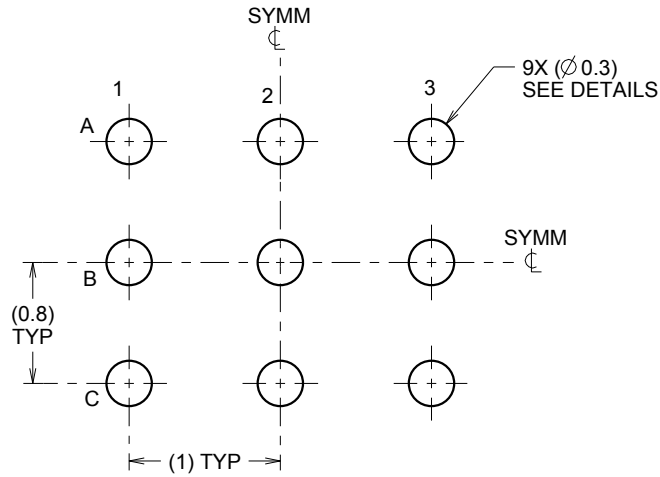 SYMM
℄
1
2
3
9X (∅ 0.3)
SEE DETAILS
A
SYMM
℄
B
(0.8)
TYP
C
(1) TYP